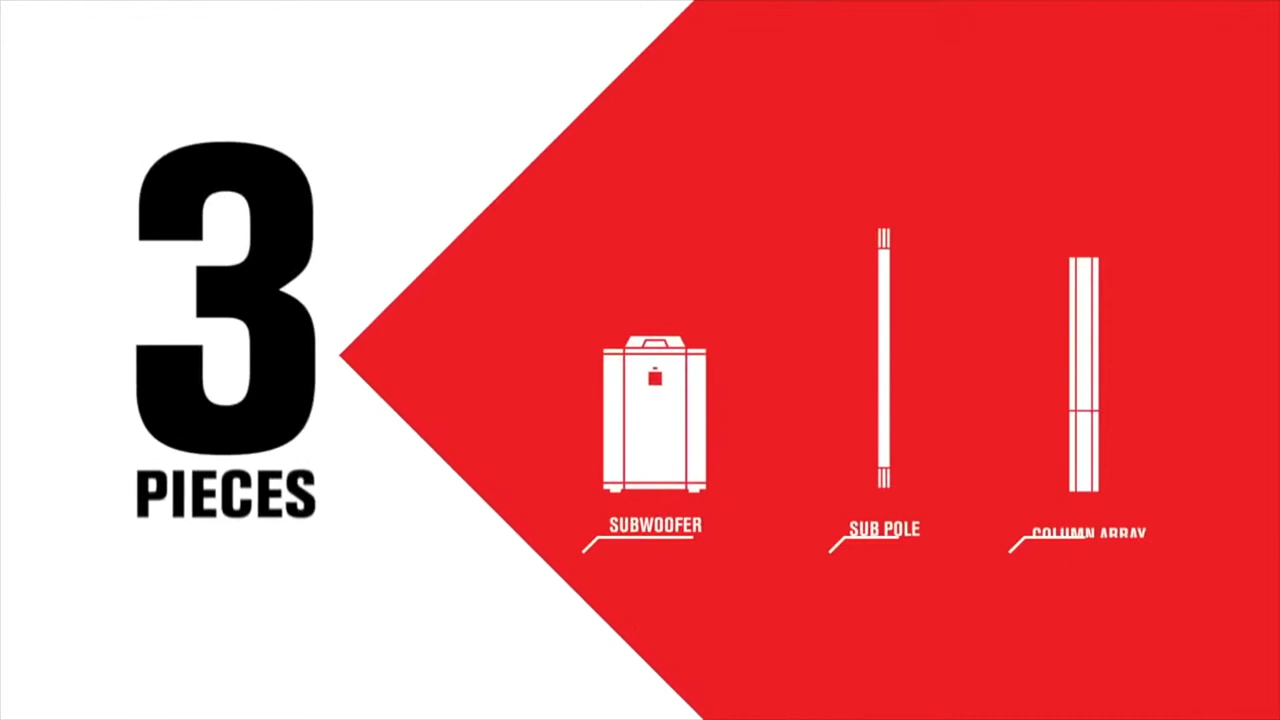 3
PIECES
SUBWOOFER
SUB POLE
COLUMN ARRAY